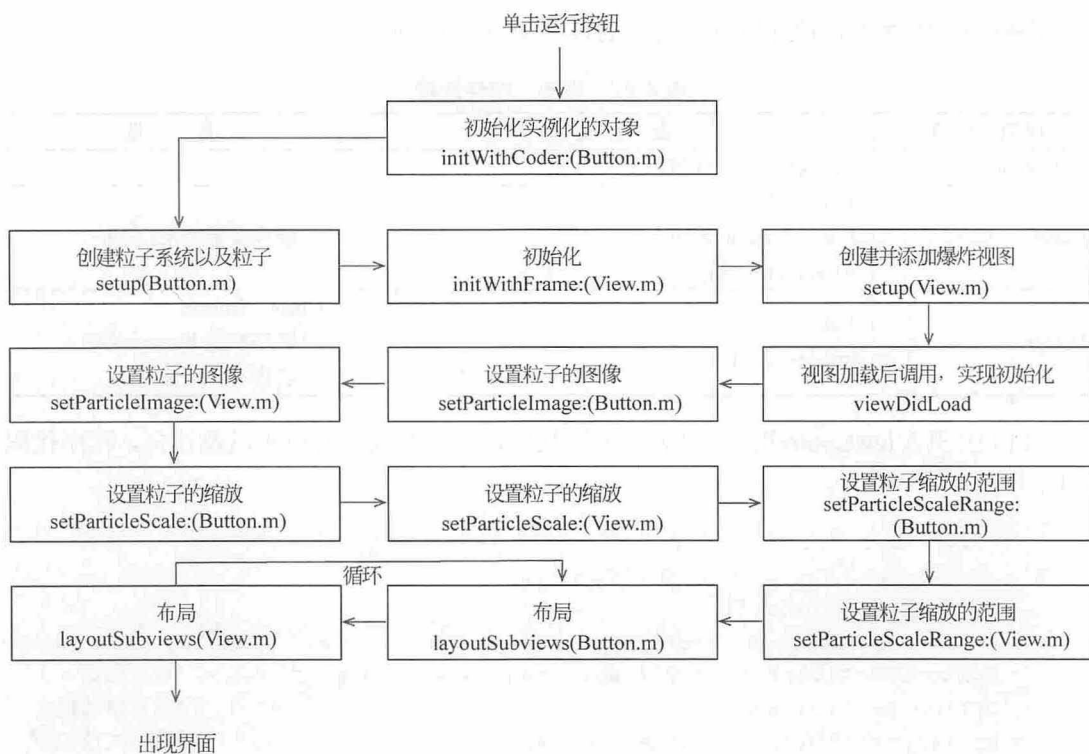 单击运行按钮
初始化实例化的对象
initWithCoder:(Button.m)
创建粒子系统以及粒子
setup(Button.m)
初始化
initWithFrame:(View.m)
创建并添加爆炸视图
setup(View.m)
设置粒子的图像
setParticleImage:(View.m)
设置粒子的图像
setParticleImage:(Button.m)
视图加载后调用，实现初始化
viewDidLoad
设置粒子的缩放
setParticleScale:(Button.m)
设置粒子的缩放
setParticleScale:(View.m)
设置粒子缩放的范围
setParticleScaleRange:
(Button.m)
循环
布局
layoutSubviews(View.m)
布局
layoutSubviews(Button.m)
设置粒子缩放的范围
setParticleScaleRange:(View.m)
出现界面